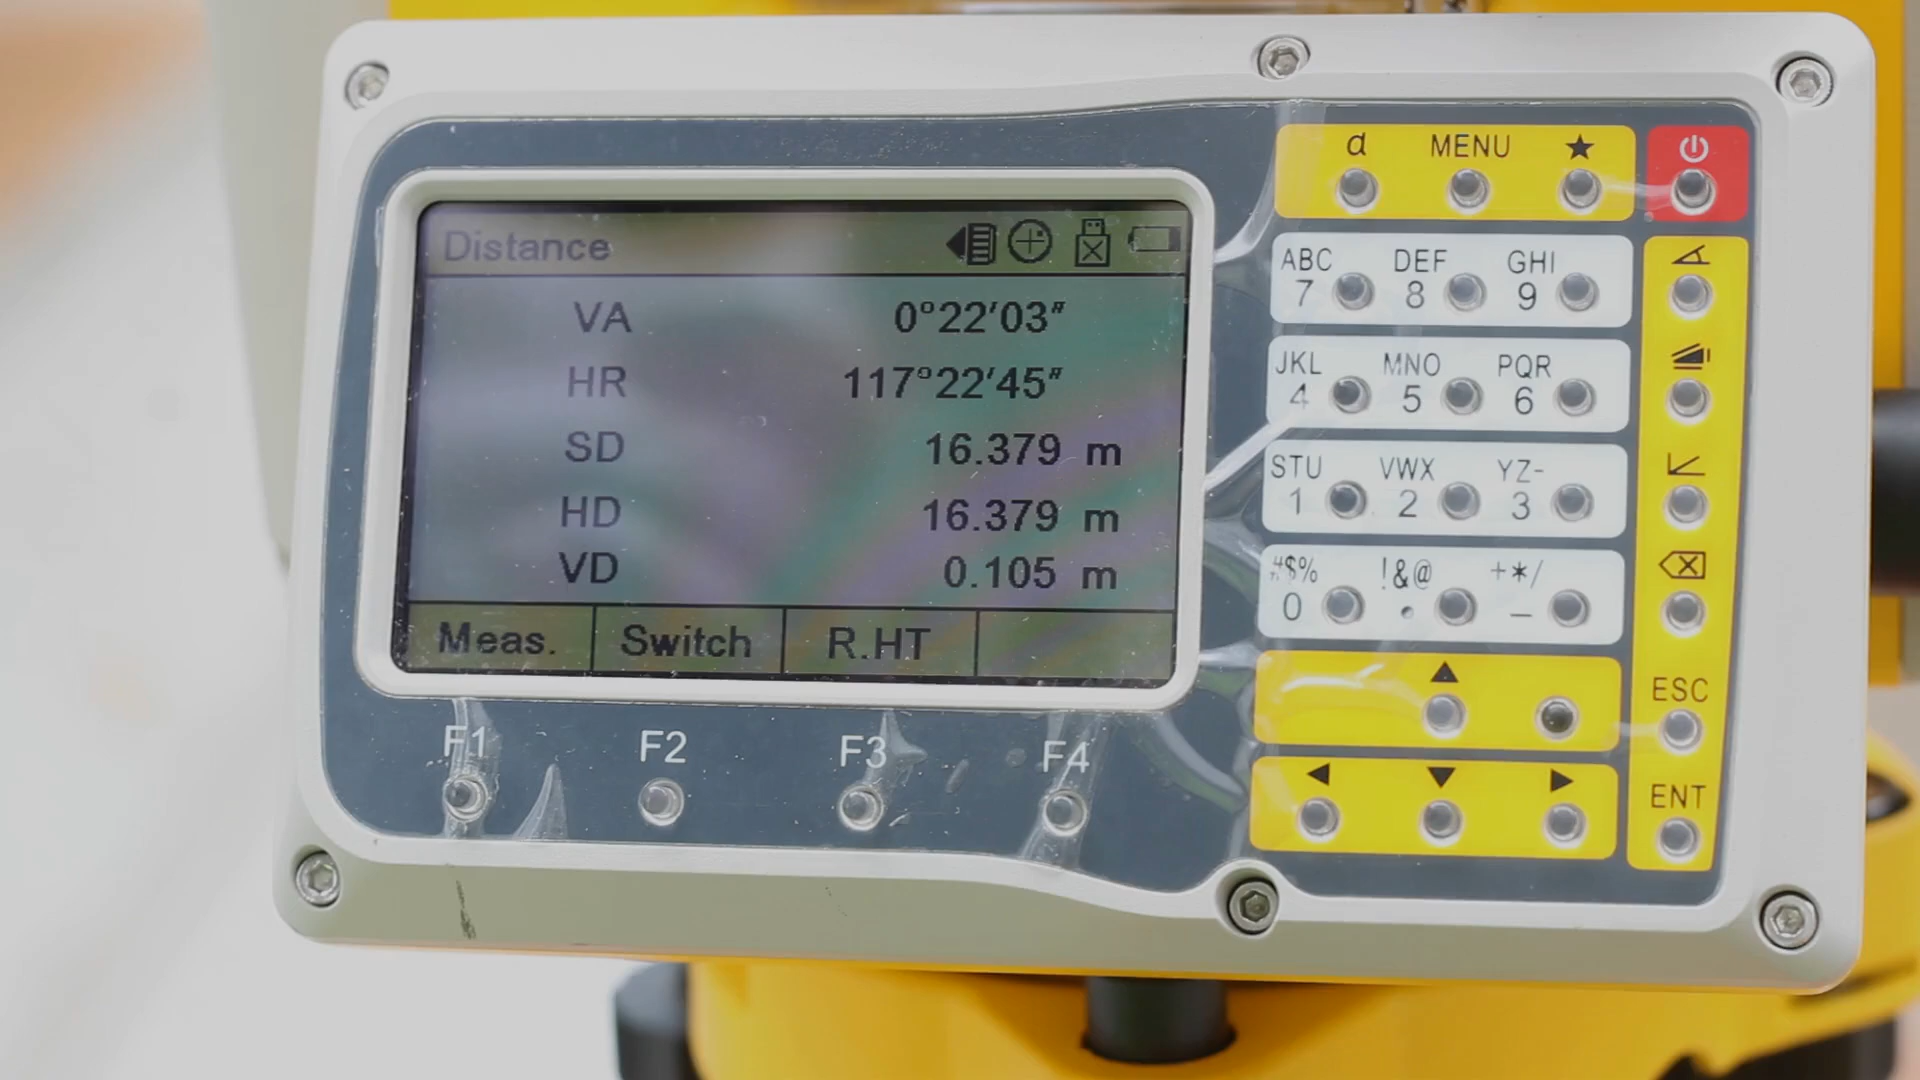 Distance
VA 0°22'03"
HR 117°22'45"
SD 16.379 m
HD 16.379 m
VD 0.105 m
Meas. Switch R.HT
F1 F2 F3 F4
α MENU ★
ABC DEF GHI
7 8 9
JKL MNO PQR
4 5 6
STU VWX YZ-
1 2 3
#$% !&@ +*/
0 . –
ESC
ENT